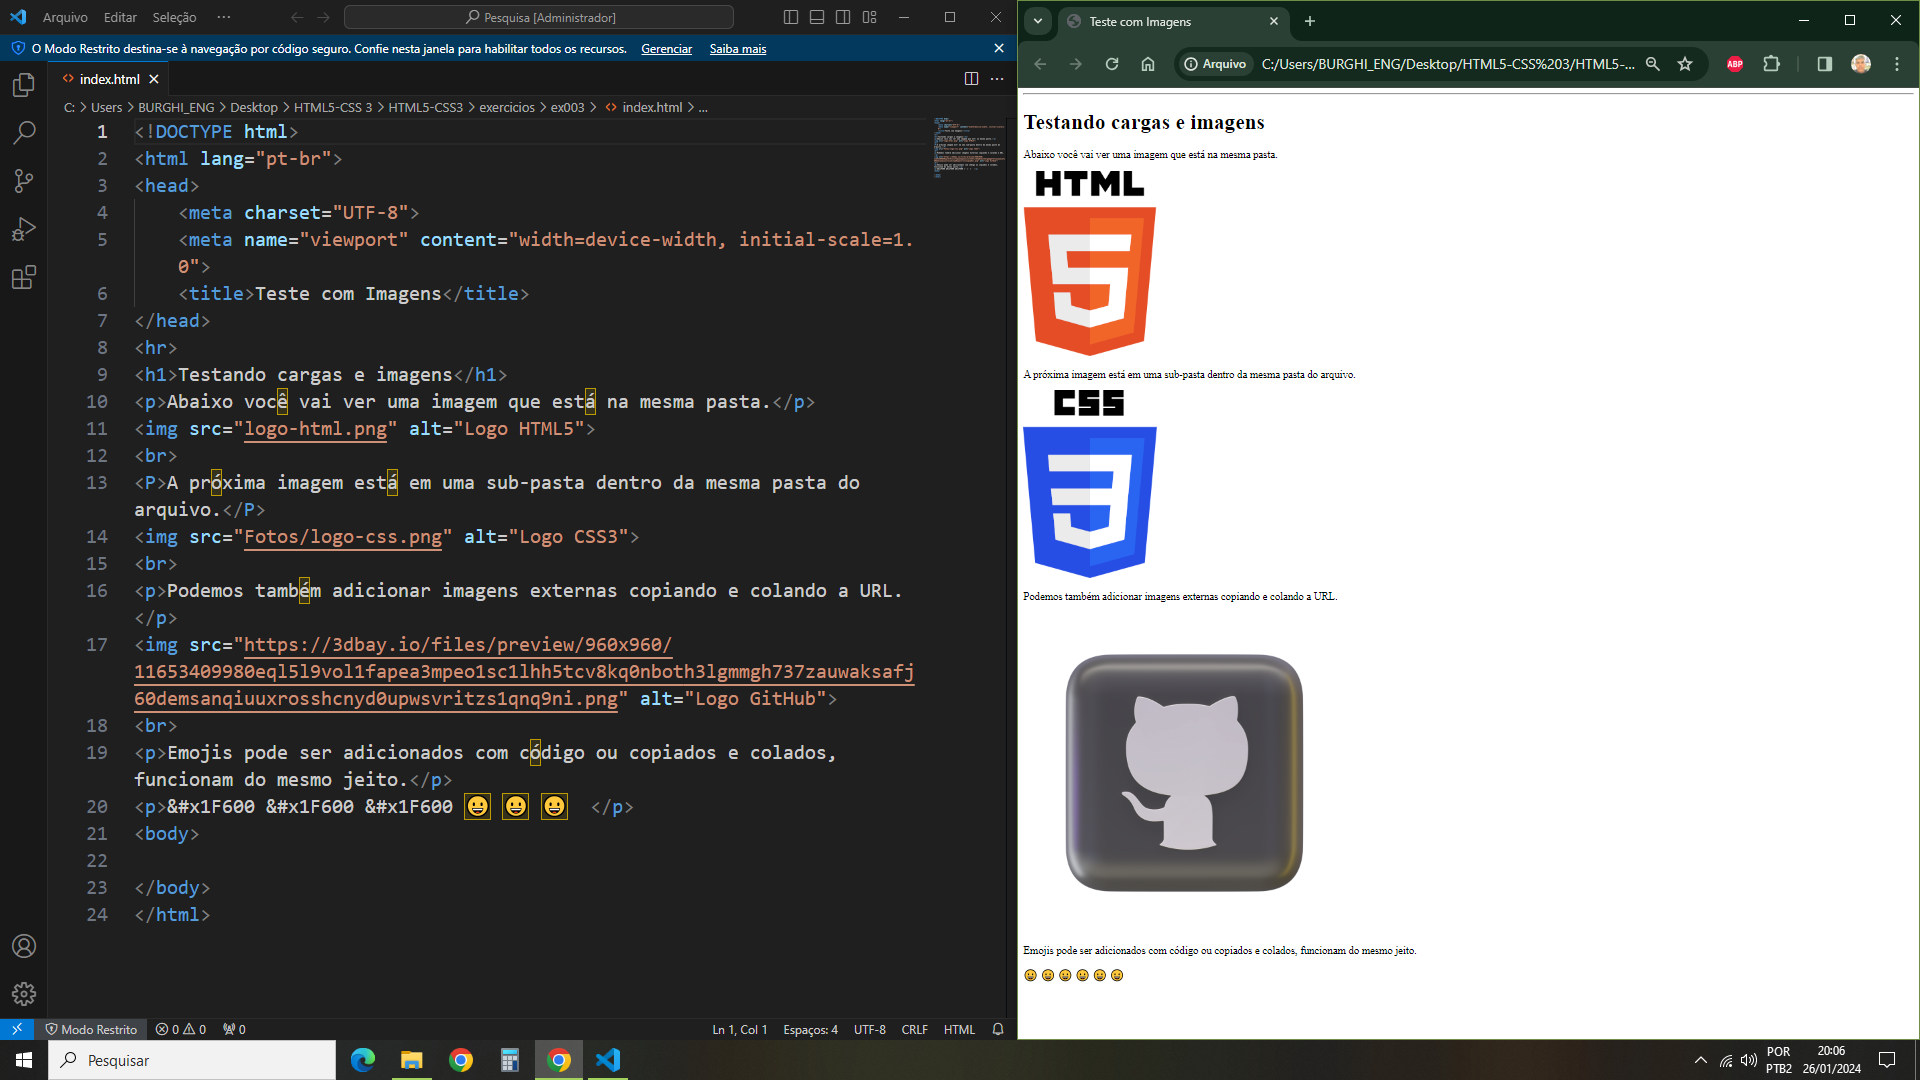 Arquivo Editar Seleção ···
Pesquisa [Administrador]
O Modo Restrito destina-se à navegação por código seguro. Confie nesta janela para habilitar todos os recursos. Gerenciar Saiba mais
<> index.html
C: > Users > BURGHI_ENG > Desktop > HTML5-CSS 3 > HTML5-CSS3 > exercicios > ex003 > <> index.html > ...
1 <!DOCTYPE html>
2 <html lang="pt-br">
3 <head>
4 <meta charset="UTF-8">
5 <meta name="viewport" content="width=device-width, initial-scale=1.
0">
6 <title>Teste com Imagens</title>
7 </head>
8 <hr>
9 <h1>Testando cargas e imagens</h1>
10 <p>Abaixo você vai ver uma imagem que está na mesma pasta.</p>
11 <img src="logo-html.png" alt="Logo HTML5">
12 <br>
13 <P>A próxima imagem está em uma sub-pasta dentro da mesma pasta do
arquivo.</P>
14 <img src="Fotos/logo-css.png" alt="Logo CSS3">
15 <br>
16 <p>Podemos também adicionar imagens externas copiando e colando a URL.
</p>
17 <img src="https://3dbay.io/files/preview/960x960/
11653409980eql5l9vol1fapea3mpeo1sc1lhh5tcv8kq0nboth3lgmmgh737zauwaksafj
60demsanqiuuxrosshcnyd0upwsvritzs1qnq9ni.png" alt="Logo GitHub">
18 <br>
19 <p>Emojis pode ser adicionados com código ou copiados e colados,
funcionam do mesmo jeito.</p>
20 <p>&#x1F600 &#x1F600 &#x1F600 😀 😀 😀 </p>
21 <body>
22
23 </body>
24 </html>
Modo Restrito 0 0 0
Ln 1, Col 1 Espaços: 4 UTF-8 CRLF HTML
Teste com Imagens
Arquivo C:/Users/BURGHI_ENG/Desktop/HTML5-CSS%203/HTML5-...
ABP
Testando cargas e imagens
Abaixo você vai ver uma imagem que está na mesma pasta.
HTML
5
A próxima imagem está em uma sub-pasta dentro da mesma pasta do arquivo.
CSS
3
Podemos também adicionar imagens externas copiando e colando a URL.
Emojis pode ser adicionados com código ou copiados e colados, funcionam do mesmo jeito.
😀 😀 😀 😀 😀 😀
Pesquisar
POR
PTB2
20:06
26/01/2024